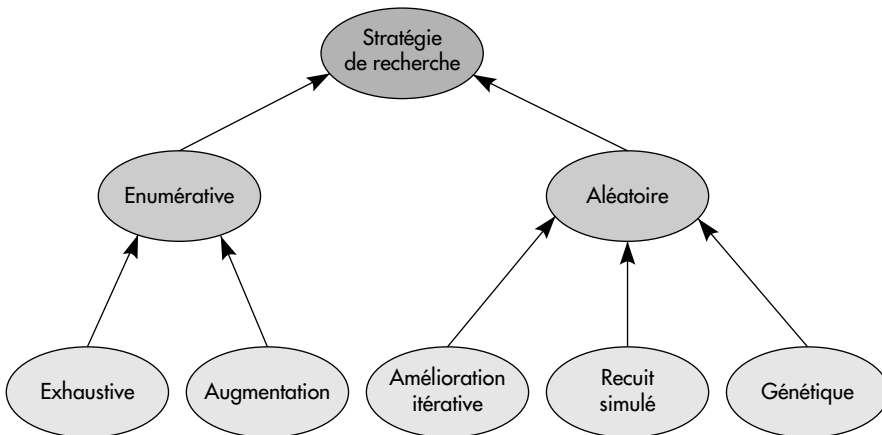 Stratégie
de recherche
Enumérative
Aléatoire
Exhaustive
Augmentation
Amélioration
itérative
Recuit
simulé
Génétique